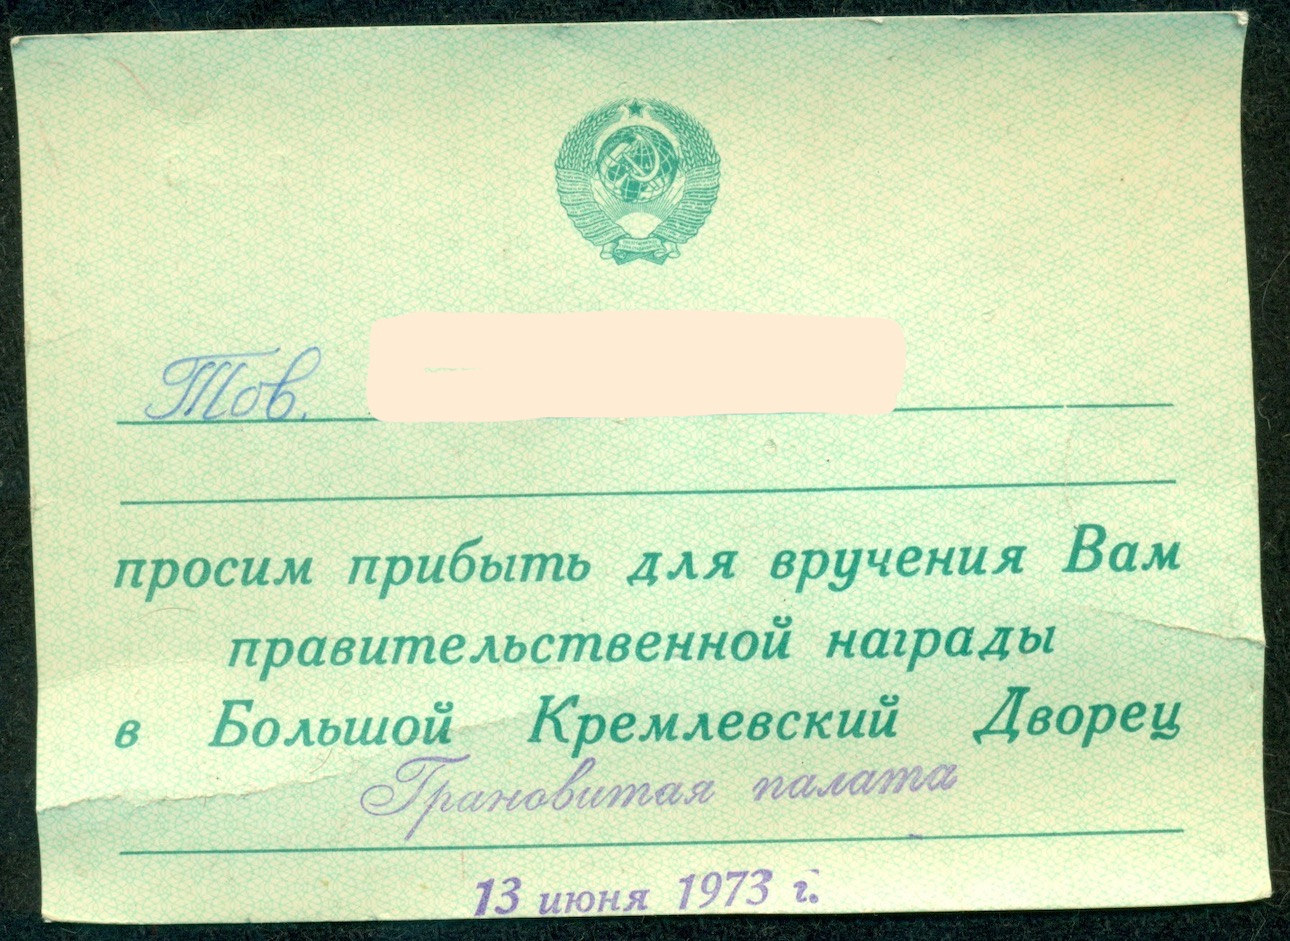 Тов.
просим прибыть для вручения Вам
правительственной награды
в Большой Кремлевский Дворец
Грановитая палата
13 июня 1973 г.